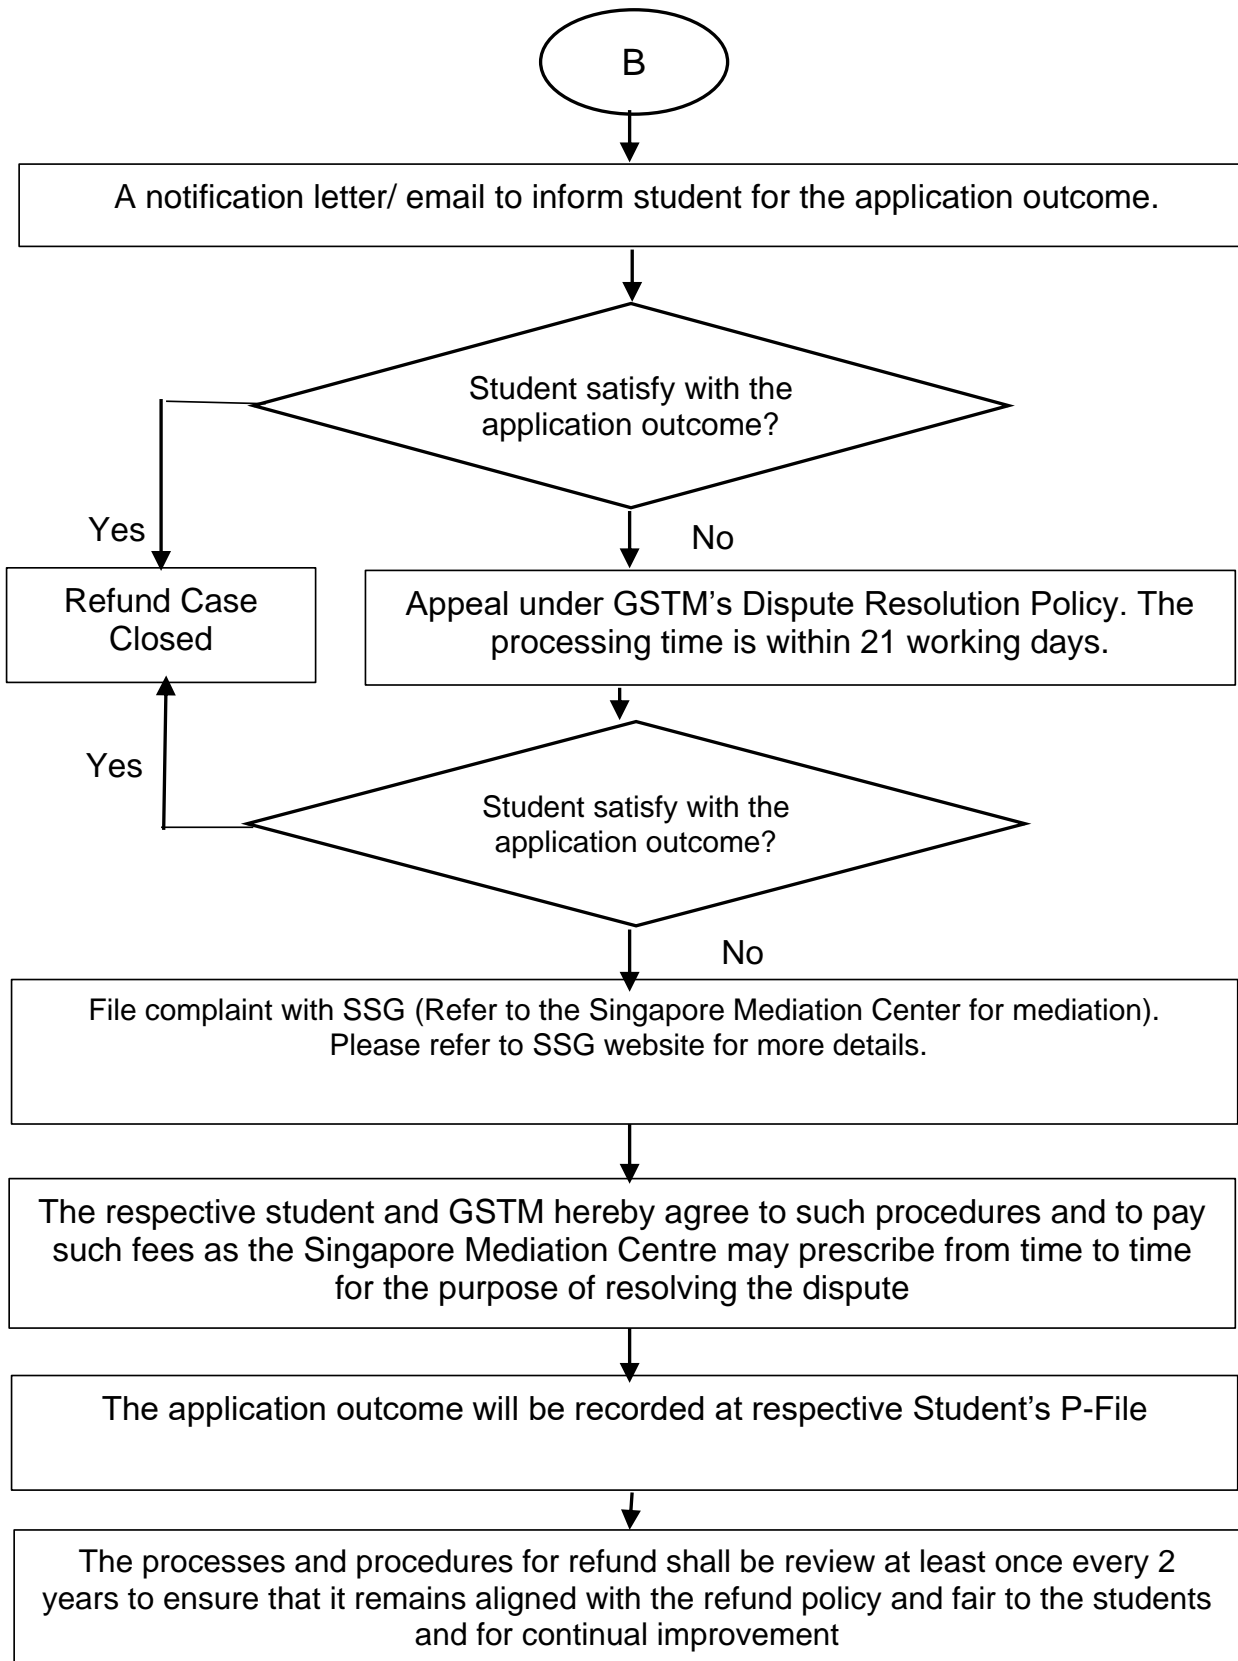 B
A notification letter/ email to inform student for the application outcome.
Student satisfy with the
application outcome?
Yes
No
Refund Case
Closed
Appeal under GSTM’s Dispute Resolution Policy. The
processing time is within 21 working days.
Yes
Student satisfy with the
application outcome?
No
File complaint with SSG (Refer to the Singapore Mediation Center for mediation).
Please refer to SSG website for more details.
The respective student and GSTM hereby agree to such procedures and to pay
such fees as the Singapore Mediation Centre may prescribe from time to time
for the purpose of resolving the dispute
The application outcome will be recorded at respective Student’s P-File
The processes and procedures for refund shall be review at least once every 2
years to ensure that it remains aligned with the refund policy and fair to the students
and for continual improvement